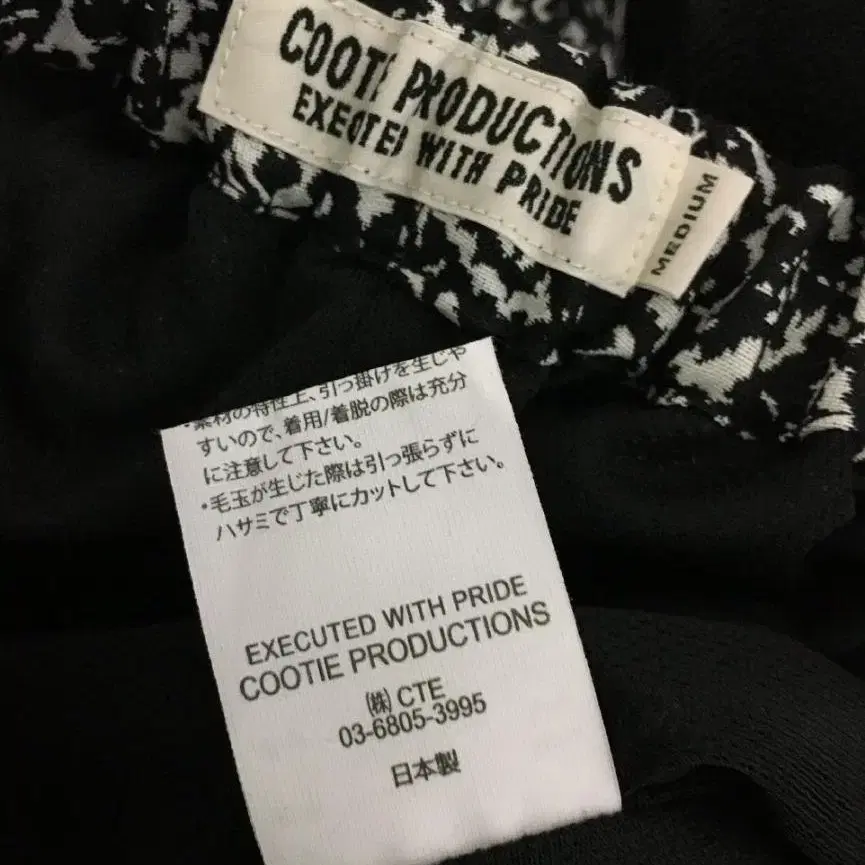 COOTIE PRODUCTIONS
EXECUTED WITH PRIDE
MEDIUM
・素材の特性上、引っ掛けを生じや
すいので、着用/着脱の際は充分
に注意して下さい。
・毛玉が生じた際は引っ張らずに
ハサミで丁寧にカットして下さい。
EXECUTED WITH PRIDE
COOTIE PRODUCTIONS
㈱ CTE
03-6805-3995
日本製